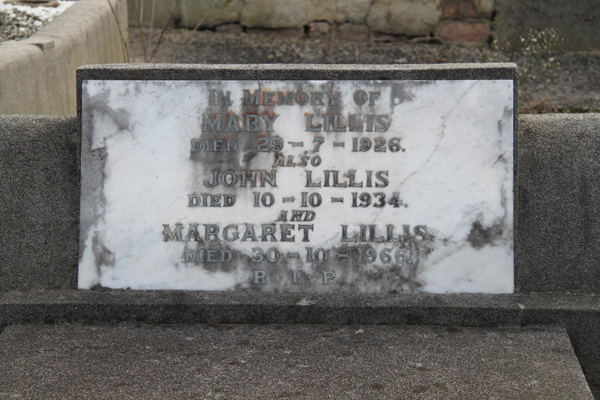 IN MEMORY OF
MARY LILLIS
DIED 29-7-1926.
ALSO
JOHN LILLIS
DIED 10-10-1934.
AND
MARGARET LILLIS.
DIED 30-10-1966.
R.I.P.